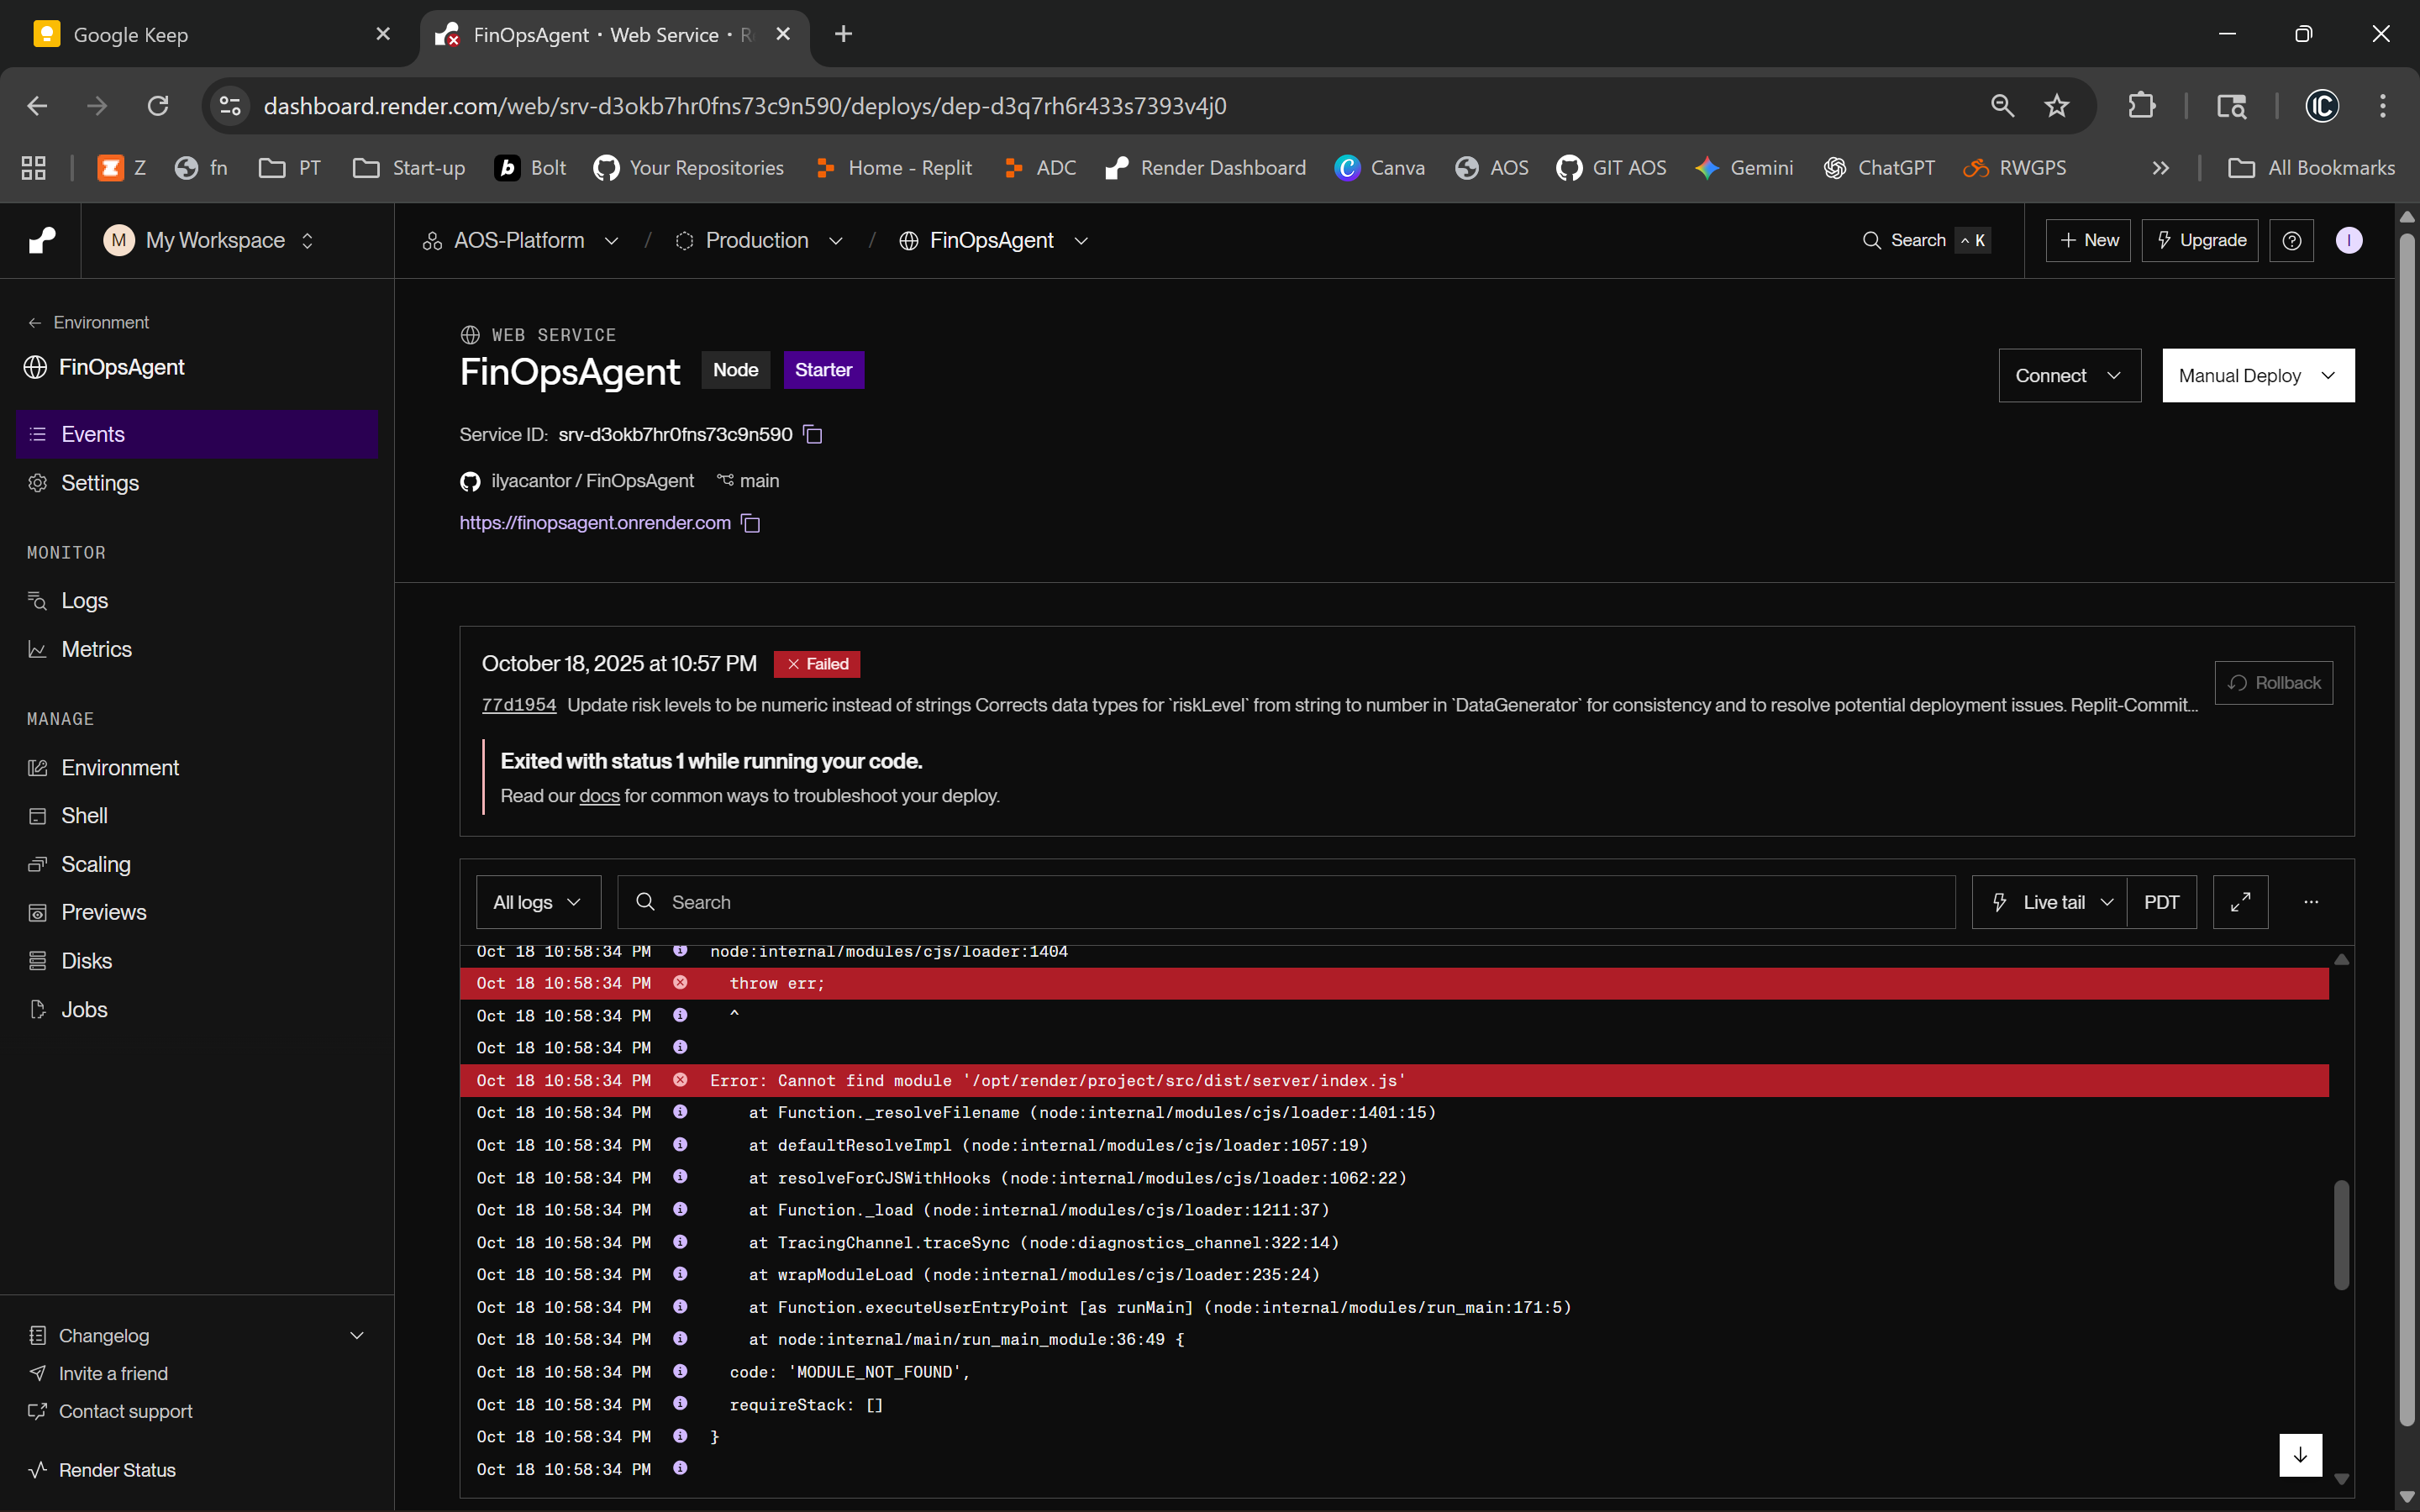 Google Keep
FinOpsAgent · Web Service · R
dashboard.render.com/web/srv-d3okb7hr0fns73c9n590/deploys/dep-d3q7rh6r433s7393v4j0
Z fn PT Start-up Bolt Your Repositories Home - Replit ADC Render Dashboard Canva AOS GIT AOS Gemini ChatGPT RWGPS All Bookmarks
M My Workspace AOS-Platform / Production / FinOpsAgent Search ^ K + New Upgrade I
← Environment
FinOpsAgent
Events
Settings
MONITOR
Logs
Metrics
MANAGE
Environment
Shell
Scaling
Previews
Disks
Jobs
Changelog
Invite a friend
Contact support
Render Status
WEB SERVICE
FinOpsAgent Node Starter
Connect Manual Deploy
Service ID: srv-d3okb7hr0fns73c9n590
ilyacantor / FinOpsAgent main
https://finopsagent.onrender.com
October 18, 2025 at 10:57 PM Failed
Rollback
77d1954 Update risk levels to be numeric instead of strings Corrects data types for `riskLevel` from string to number in `DataGenerator` for consistency and to resolve potential deployment issues. Replit-Commit...
Exited with status 1 while running your code.
Read our docs for common ways to troubleshoot your deploy.
All logs Search Live tail PDT ...
Oct 18 10:58:34 PM node:internal/modules/cjs/loader:1404
Oct 18 10:58:34 PM throw err;
Oct 18 10:58:34 PM ^
Oct 18 10:58:34 PM
Oct 18 10:58:34 PM Error: Cannot find module '/opt/render/project/src/dist/server/index.js'
Oct 18 10:58:34 PM at Function._resolveFilename (node:internal/modules/cjs/loader:1401:15)
Oct 18 10:58:34 PM at defaultResolveImpl (node:internal/modules/cjs/loader:1057:19)
Oct 18 10:58:34 PM at resolveForCJSWithHooks (node:internal/modules/cjs/loader:1062:22)
Oct 18 10:58:34 PM at Function._load (node:internal/modules/cjs/loader:1211:37)
Oct 18 10:58:34 PM at TracingChannel.traceSync (node:diagnostics_channel:322:14)
Oct 18 10:58:34 PM at wrapModuleLoad (node:internal/modules/cjs/loader:235:24)
Oct 18 10:58:34 PM at Function.executeUserEntryPoint [as runMain] (node:internal/modules/run_main:171:5)
Oct 18 10:58:34 PM at node:internal/main/run_main_module:36:49 {
Oct 18 10:58:34 PM code: 'MODULE_NOT_FOUND',
Oct 18 10:58:34 PM requireStack: []
Oct 18 10:58:34 PM }
Oct 18 10:58:34 PM